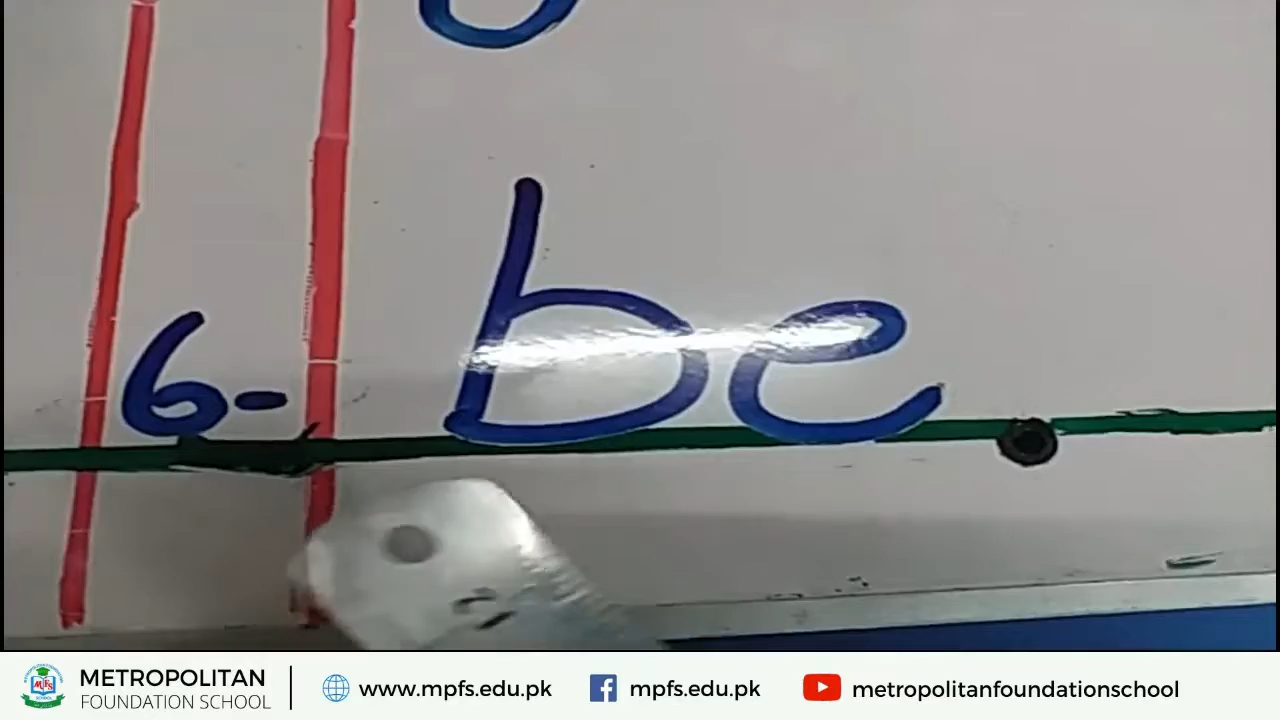 6- be
METROPOLITAN
FOUNDATION SCHOOL
www.mpfs.edu.pk
mpfs.edu.pk
metropolitanfoundationschool